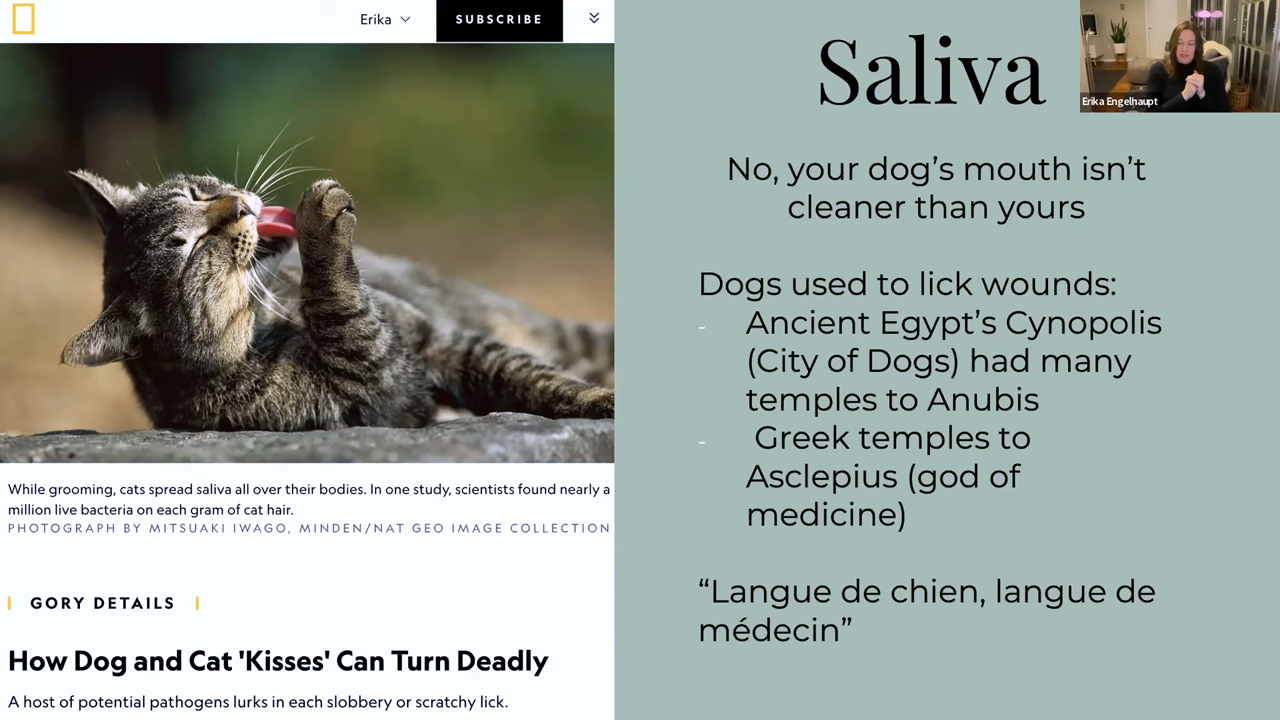 Erika
SUBSCRIBE
While grooming, cats spread saliva all over their bodies. In one study, scientists found nearly a
million live bacteria on each gram of cat hair.
PHOTOGRAPH BY MITSUAKI IWAGO, MINDEN/NAT GEO IMAGE COLLECTION
GORY DETAILS
How Dog and Cat 'Kisses' Can Turn Deadly
A host of potential pathogens lurks in each slobbery or scratchy lick.
Saliva
Erika Engelhaupt
No, your dog’s mouth isn’t
cleaner than yours
Dogs used to lick wounds:
- Ancient Egypt’s Cynopolis
(City of Dogs) had many
temples to Anubis
- Greek temples to
Asclepius (god of
medicine)
“Langue de chien, langue de
médecin”